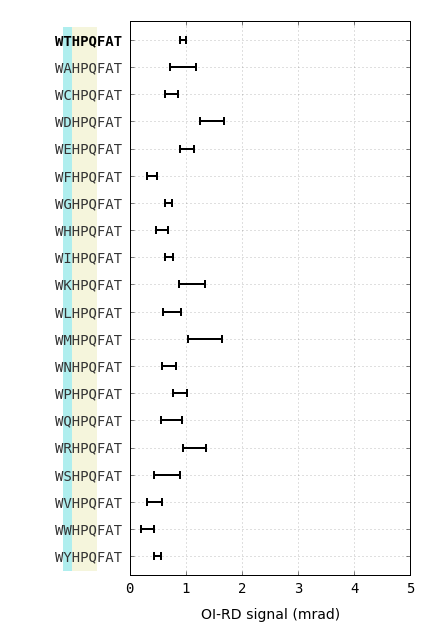 WTHPQFAT
WAHPQFAT
WCHPQFAT
WDHPQFAT
WEHPQFAT
WFHPQFAT
WGHPQFAT
WHHPQFAT
WIHPQFAT
WKHPQFAT
WLHPQFAT
WMHPQFAT
WNHPQFAT
WPHPQFAT
WQHPQFAT
WRHPQFAT
WSHPQFAT
WVHPQFAT
WWHPQFAT
WYHPQFAT
0 1 2 3 4 5
OI-RD signal (mrad)